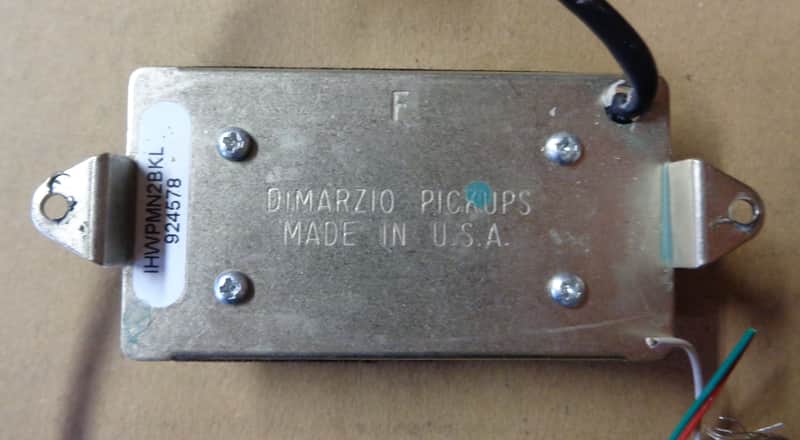 F
IHWPMN2BKL
924578
DiMARZIO PICKUPS
MADE IN U.S.A.